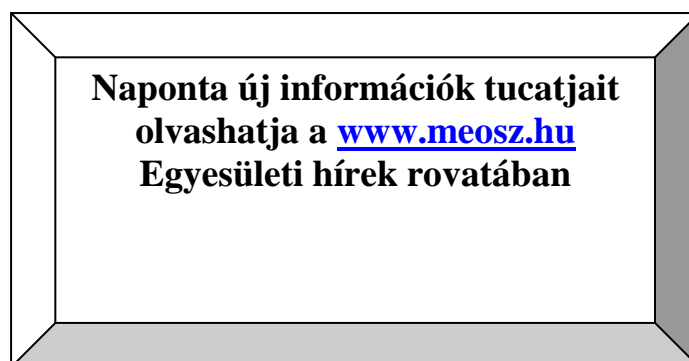 Naponta új információk tucatjait
olvashatja a www.meosz.hu
Egyesületi hírek rovatában